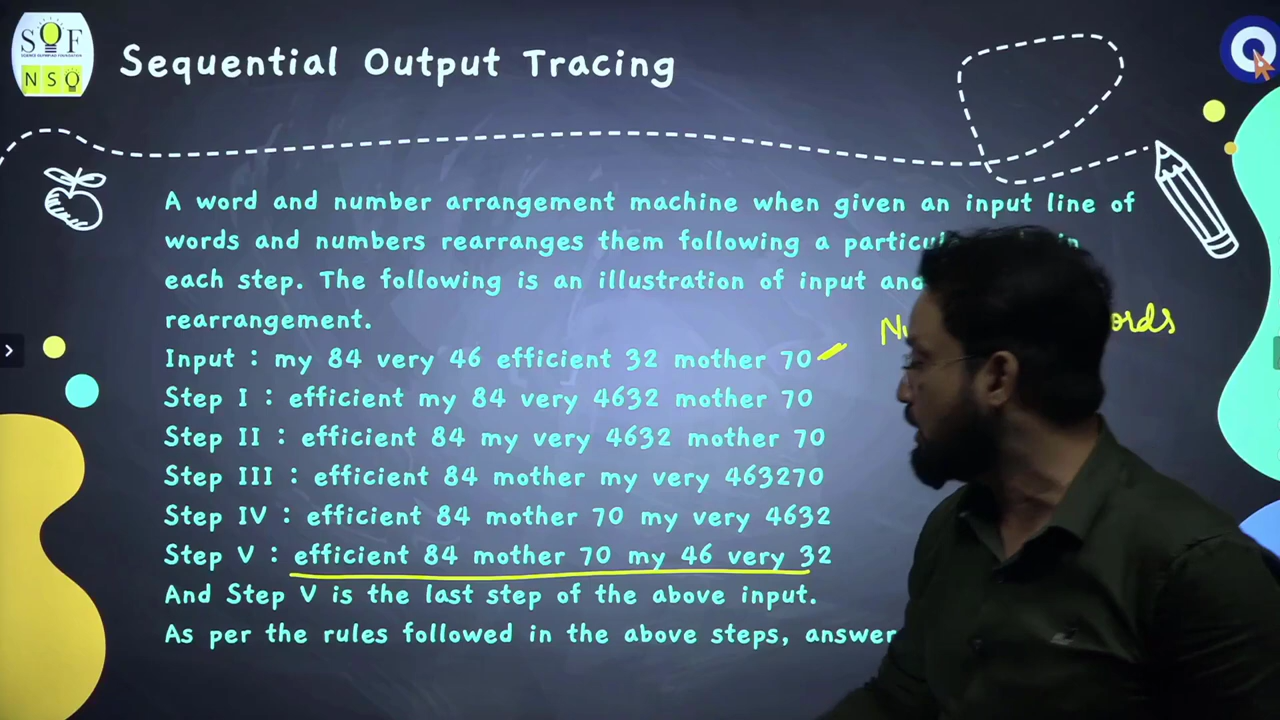 SOF
SCIENCE OLYMPIAD FOUNDATION
NSO
Sequential Output Tracing
A word and number arrangement machine when given an input line of
words and numbers rearranges them following a particu
each step. The following is an illustration of input an
rearrangement.
Input : my 84 very 46 efficient 32 mother 70
Step I : efficient my 84 very 4632 mother 70
Step II : efficient 84 my very 4632 mother 70
Step III : efficient 84 mother my very 463270
Step IV : efficient 84 mother 70 my very 4632
Step V : efficient 84 mother 70 my 46 very 32
And Step V is the last step of the above input.
As per the rules followed in the above steps, answer